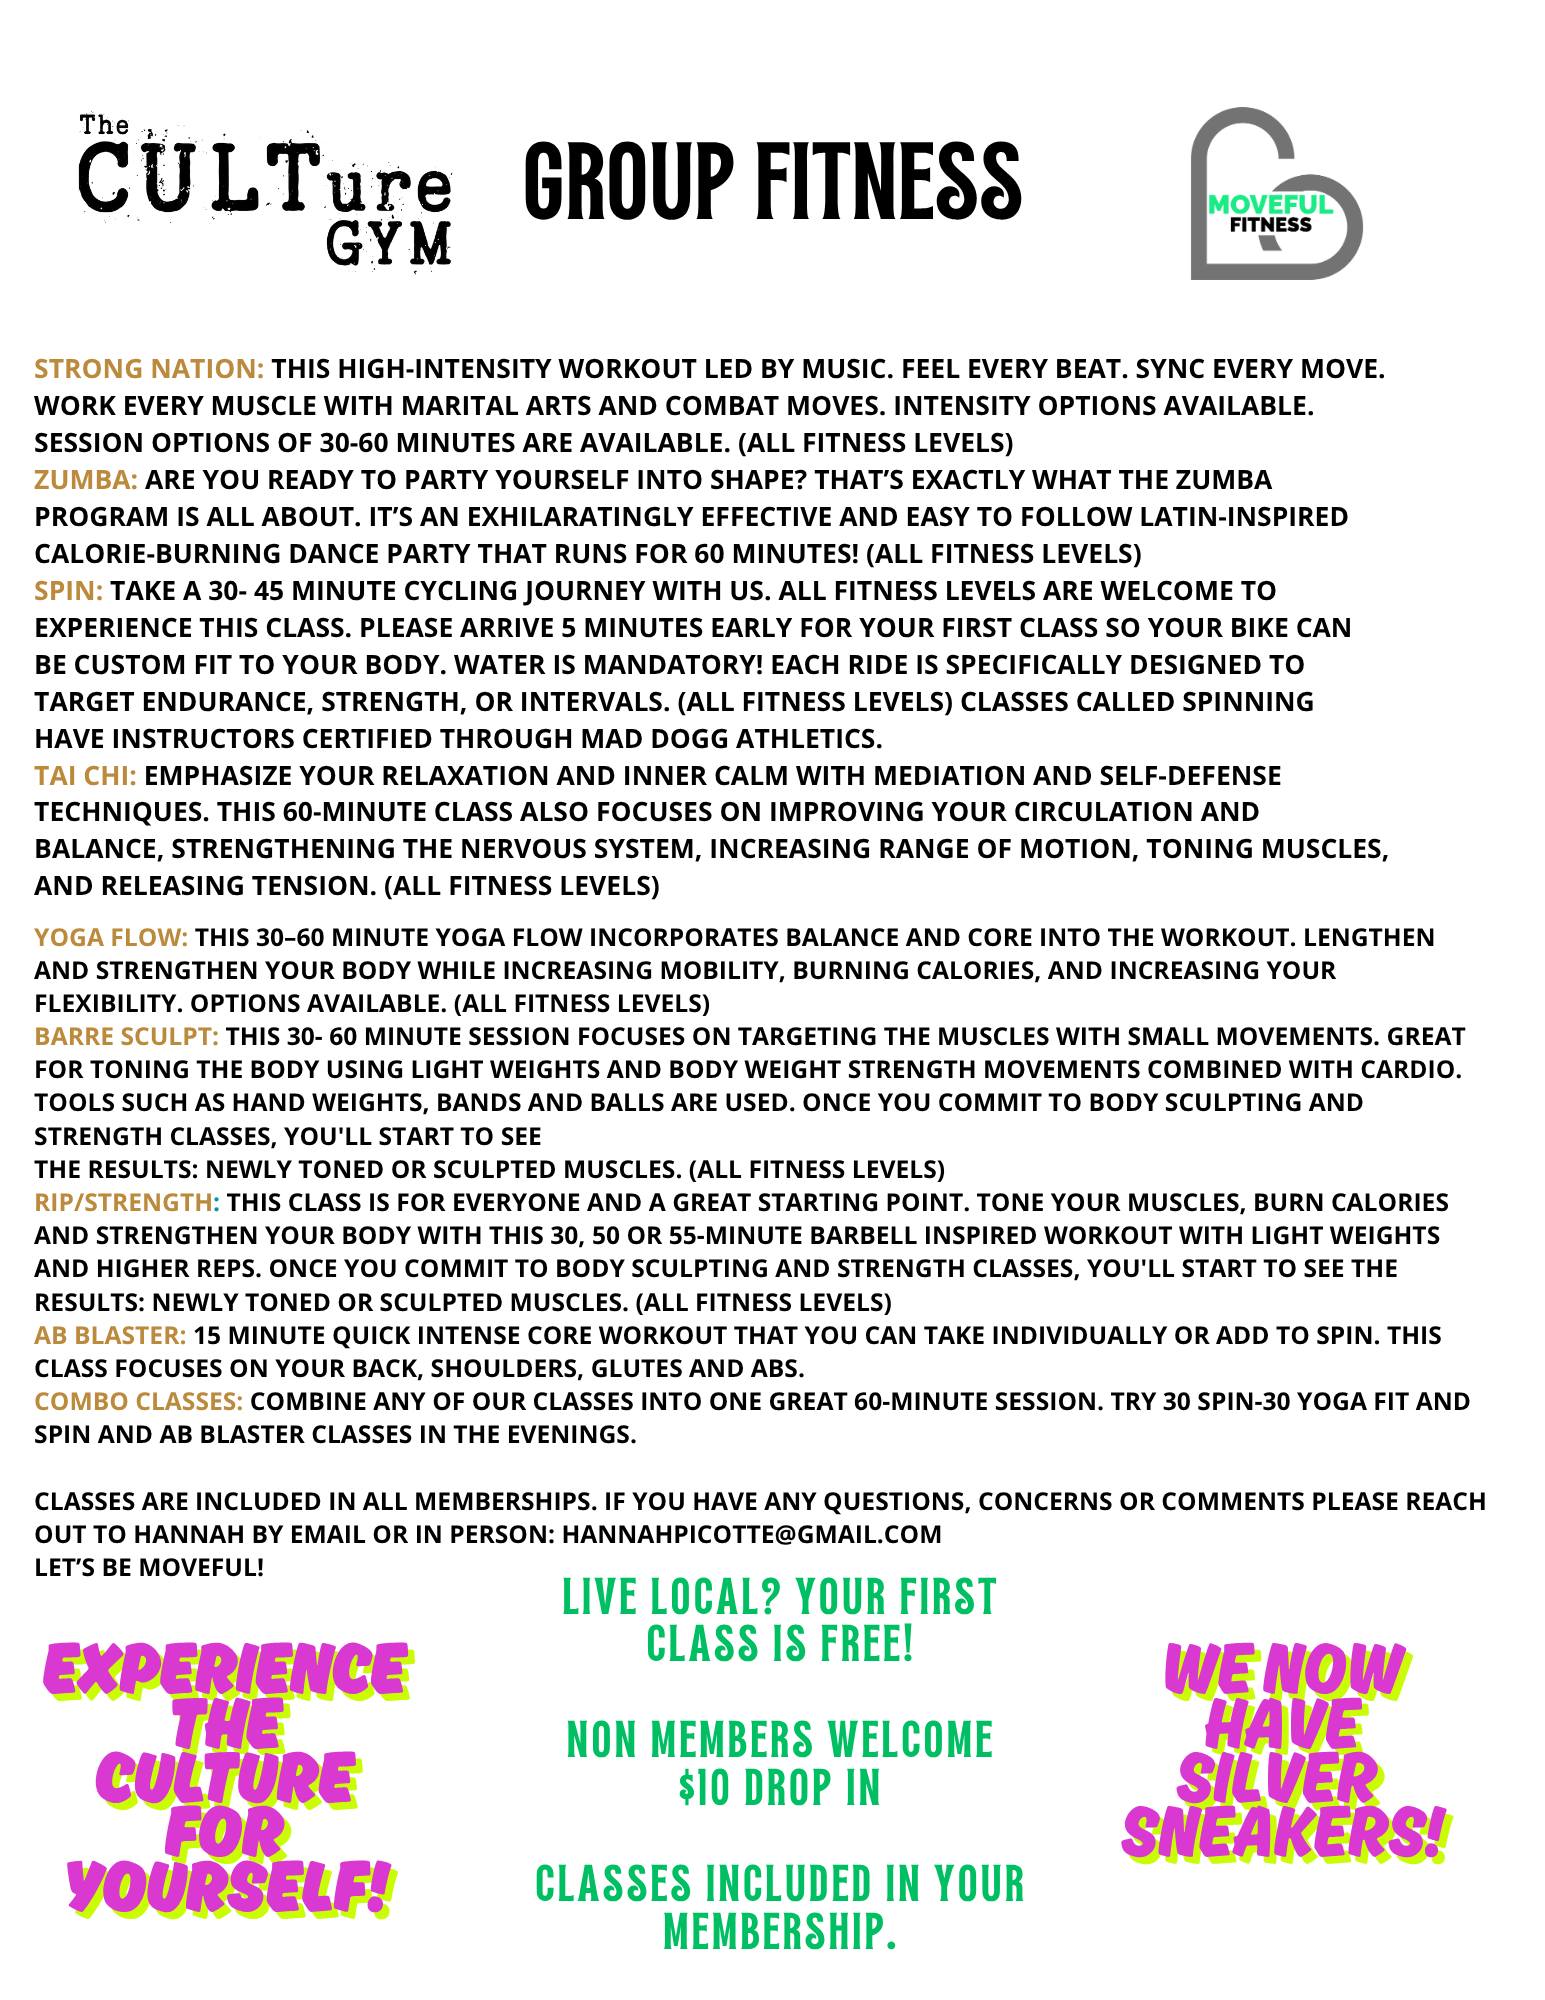 The
CULTure
GYM
GROUP FITNESS
MOVEFUL
FITNESS
STRONG NATION: THIS HIGH-INTENSITY WORKOUT LED BY MUSIC. FEEL EVERY BEAT. SYNC EVERY MOVE.
WORK EVERY MUSCLE WITH MARITAL ARTS AND COMBAT MOVES. INTENSITY OPTIONS AVAILABLE.
SESSION OPTIONS OF 30-60 MINUTES ARE AVAILABLE. (ALL FITNESS LEVELS)
ZUMBA: ARE YOU READY TO PARTY YOURSELF INTO SHAPE? THAT’S EXACTLY WHAT THE ZUMBA
PROGRAM IS ALL ABOUT. IT’S AN EXHILARATINGLY EFFECTIVE AND EASY TO FOLLOW LATIN-INSPIRED
CALORIE-BURNING DANCE PARTY THAT RUNS FOR 60 MINUTES! (ALL FITNESS LEVELS)
SPIN: TAKE A 30- 45 MINUTE CYCLING JOURNEY WITH US. ALL FITNESS LEVELS ARE WELCOME TO
EXPERIENCE THIS CLASS. PLEASE ARRIVE 5 MINUTES EARLY FOR YOUR FIRST CLASS SO YOUR BIKE CAN
BE CUSTOM FIT TO YOUR BODY. WATER IS MANDATORY! EACH RIDE IS SPECIFICALLY DESIGNED TO
TARGET ENDURANCE, STRENGTH, OR INTERVALS. (ALL FITNESS LEVELS) CLASSES CALLED SPINNING
HAVE INSTRUCTORS CERTIFIED THROUGH MAD DOGG ATHLETICS.
TAI CHI: EMPHASIZE YOUR RELAXATION AND INNER CALM WITH MEDIATION AND SELF-DEFENSE
TECHNIQUES. THIS 60-MINUTE CLASS ALSO FOCUSES ON IMPROVING YOUR CIRCULATION AND
BALANCE, STRENGTHENING THE NERVOUS SYSTEM, INCREASING RANGE OF MOTION, TONING MUSCLES,
AND RELEASING TENSION. (ALL FITNESS LEVELS)
YOGA FLOW: THIS 30–60 MINUTE YOGA FLOW INCORPORATES BALANCE AND CORE INTO THE WORKOUT. LENGTHEN
AND STRENGTHEN YOUR BODY WHILE INCREASING MOBILITY, BURNING CALORIES, AND INCREASING YOUR
FLEXIBILITY. OPTIONS AVAILABLE. (ALL FITNESS LEVELS)
BARRE SCULPT: THIS 30- 60 MINUTE SESSION FOCUSES ON TARGETING THE MUSCLES WITH SMALL MOVEMENTS. GREAT
FOR TONING THE BODY USING LIGHT WEIGHTS AND BODY WEIGHT STRENGTH MOVEMENTS COMBINED WITH CARDIO.
TOOLS SUCH AS HAND WEIGHTS, BANDS AND BALLS ARE USED. ONCE YOU COMMIT TO BODY SCULPTING AND
STRENGTH CLASSES, YOU'LL START TO SEE
THE RESULTS: NEWLY TONED OR SCULPTED MUSCLES. (ALL FITNESS LEVELS)
RIP/STRENGTH: THIS CLASS IS FOR EVERYONE AND A GREAT STARTING POINT. TONE YOUR MUSCLES, BURN CALORIES
AND STRENGTHEN YOUR BODY WITH THIS 30, 50 OR 55-MINUTE BARBELL INSPIRED WORKOUT WITH LIGHT WEIGHTS
AND HIGHER REPS. ONCE YOU COMMIT TO BODY SCULPTING AND STRENGTH CLASSES, YOU'LL START TO SEE THE
RESULTS: NEWLY TONED OR SCULPTED MUSCLES. (ALL FITNESS LEVELS)
AB BLASTER: 15 MINUTE QUICK INTENSE CORE WORKOUT THAT YOU CAN TAKE INDIVIDUALLY OR ADD TO SPIN. THIS
CLASS FOCUSES ON YOUR BACK, SHOULDERS, GLUTES AND ABS.
COMBO CLASSES: COMBINE ANY OF OUR CLASSES INTO ONE GREAT 60-MINUTE SESSION. TRY 30 SPIN-30 YOGA FIT AND
SPIN AND AB BLASTER CLASSES IN THE EVENINGS.
CLASSES ARE INCLUDED IN ALL MEMBERSHIPS. IF YOU HAVE ANY QUESTIONS, CONCERNS OR COMMENTS PLEASE REACH
OUT TO HANNAH BY EMAIL OR IN PERSON: HANNAHPICOTTE@GMAIL.COM
LET’S BE MOVEFUL!
EXPERIENCE
THE
CULTURE
FOR
YOURSELF!
LIVE LOCAL? YOUR FIRST
CLASS IS FREE!
NON MEMBERS WELCOME
$10 DROP IN
CLASSES INCLUDED IN YOUR
MEMBERSHIP.
WE NOW
HAVE
SILVER
SNEAKERS!